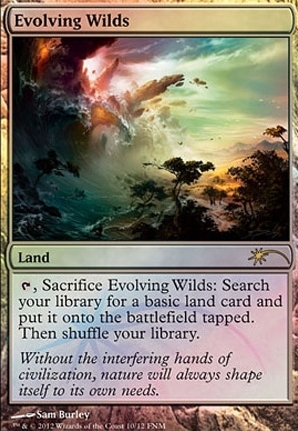 Evolving Wilds
Land
, Sacrifice Evolving Wilds: Search
your library for a basic land card and
put it onto the battlefield tapped.
Then shuffle your library.
Without the interfering hands of
civilization, nature will always shape
itself to its own needs.
Sam Burley
™ & © 2012 Wizards of the Coast 10/12 FNM